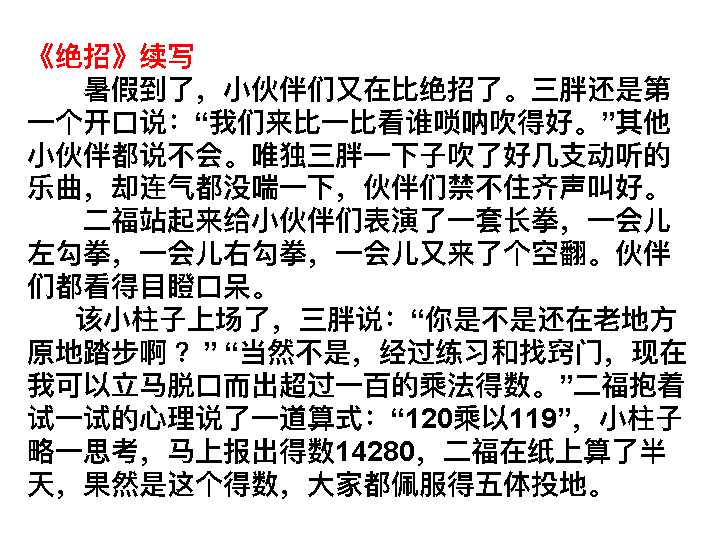 《绝招》续写
暑假到了，小伙伴们又在比绝招了。三胖还是第
一个开口说：“我们来比一比看谁唢呐吹得好。”其他
小伙伴都说不会。唯独三胖一下子吹了好几支动听的
乐曲，却连气都没喘一下，伙伴们禁不住齐声叫好。
二福站起来给小伙伴们表演了一套长拳，一会儿
左勾拳，一会儿右勾拳，一会儿又来了个空翻。伙伴
们都看得目瞪口呆。
该小柱子上场了，三胖说：“你是不是还在老地方
原地踏步啊 ？ ” “当然不是，经过练习和找窍门，现在
我可以立马脱口而出超过一百的乘法得数。”二福抱着
试一试的心理说了一道算式：“120乘以119”，小柱子
略一思考，马上报出得数14280，二福在纸上算了半
天，果然是这个得数，大家都佩服得五体投地。